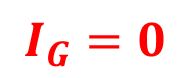 I_G = 0